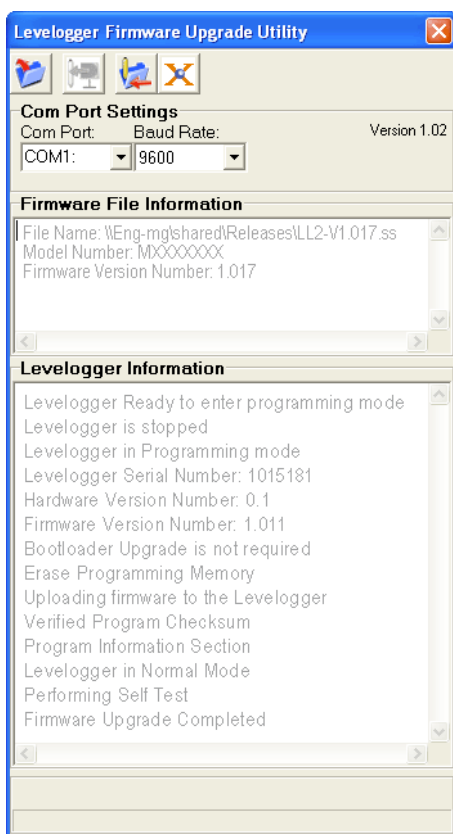 Levelogger Firmware Upgrade Utility
Com Port Settings
Com Port: Baud Rate: Version 1.02
COM1: 9600
Firmware File Information
File Name: \\Eng-mg\shared\Releases\LL2-V1.017.ss
Model Number: MXXXXXXX
Firmware Version Number: 1.017
Levelogger Information
Levelogger Ready to enter programming mode
Levelogger is stopped
Levelogger in Programming mode
Levelogger Serial Number: 1015181
Hardware Version Number: 0.1
Firmware Version Number: 1.011
Bootloader Upgrade is not required
Erase Programming Memory
Uploading firmware to the Levelogger
Verified Program Checksum
Program Information Section
Levelogger in Normal Mode
Performing Self Test
Firmware Upgrade Completed